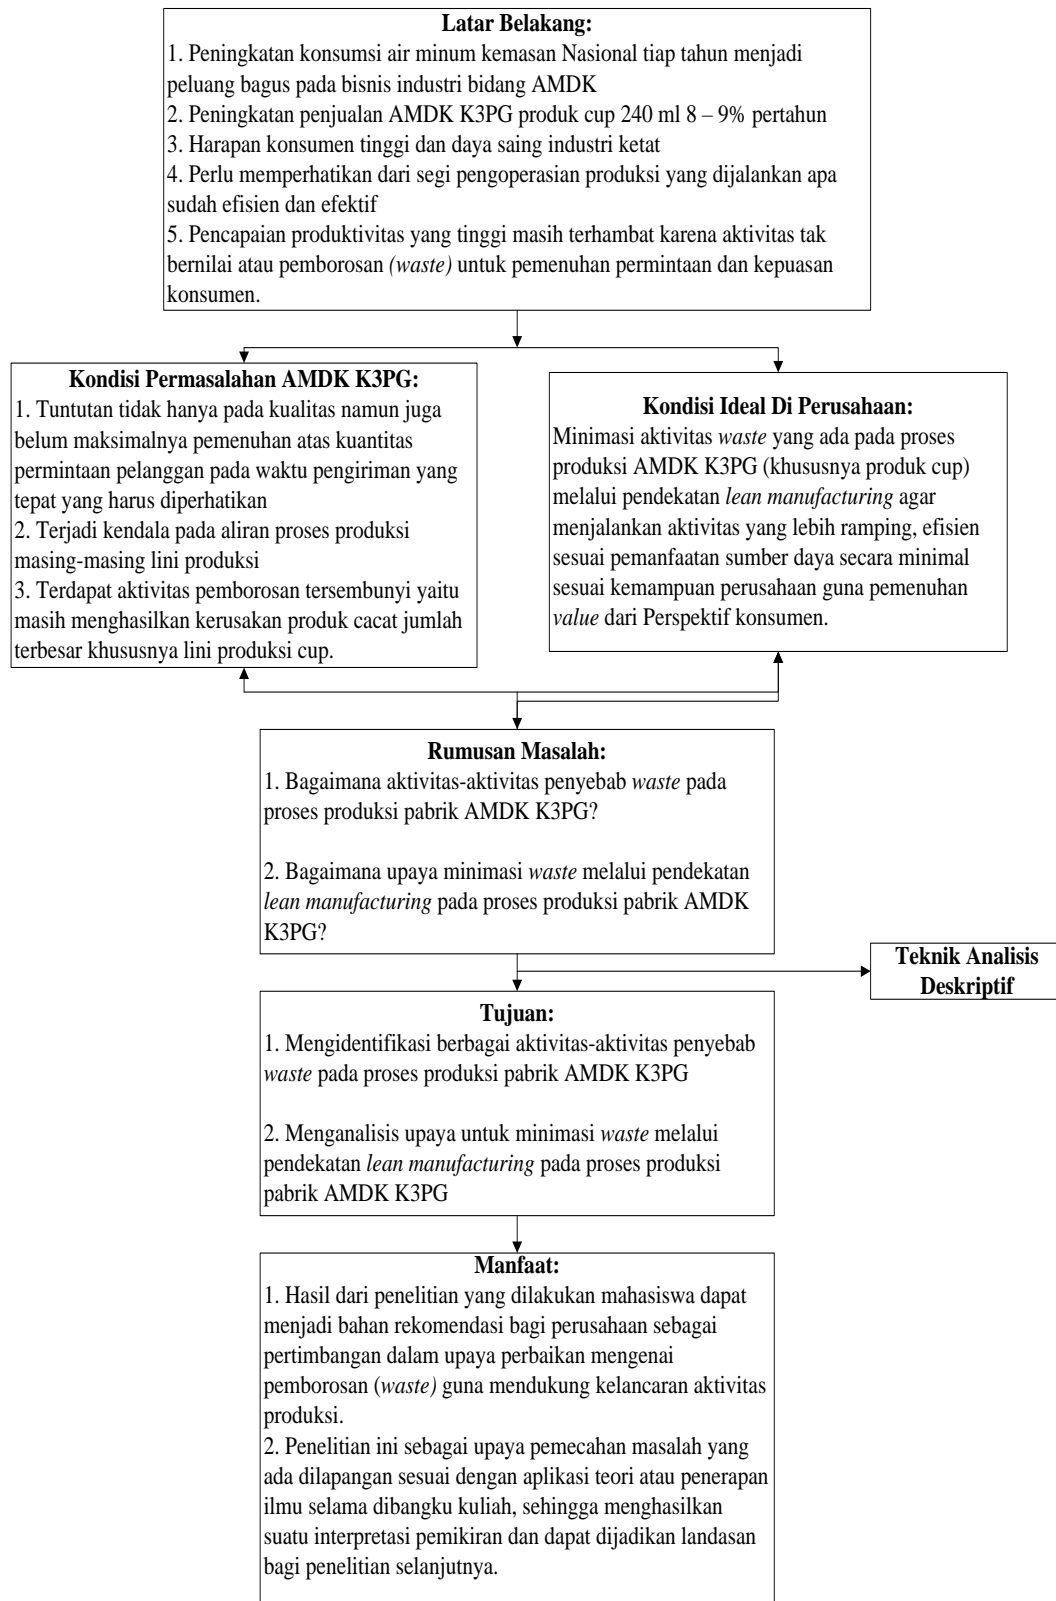 Latar Belakang:
1. Peningkatan konsumsi air minum kemasan Nasional tiap tahun menjadi
peluang bagus pada bisnis industri bidang AMDK
2. Peningkatan penjualan AMDK K3PG produk cup 240 ml 8 – 9% pertahun
3. Harapan konsumen tinggi dan daya saing industri ketat
4. Perlu memperhatikan dari segi pengoperasian produksi yang dijalankan apa
sudah efisien dan efektif
5. Pencapaian produktivitas yang tinggi masih terhambat karena aktivitas tak
bernilai atau pemborosan (waste) untuk pemenuhan permintaan dan kepuasan
konsumen.
Kondisi Permasalahan AMDK K3PG:
1. Tuntutan tidak hanya pada kualitas namun juga
belum maksimalnya pemenuhan atas kuantitas
permintaan pelanggan pada waktu pengiriman yang
tepat yang harus diperhatikan
2. Terjadi kendala pada aliran proses produksi
masing-masing lini produksi
3. Terdapat aktivitas pemborosan tersembunyi yaitu
masih menghasilkan kerusakan produk cacat jumlah
terbesar khususnya lini produksi cup.
Kondisi Ideal Di Perusahaan:
Minimasi aktivitas waste yang ada pada proses
produksi AMDK K3PG (khususnya produk cup)
melalui pendekatan lean manufacturing agar
menjalankan aktivitas yang lebih ramping, efisien
sesuai pemanfaatan sumber daya secara minimal
sesuai kemampuan perusahaan guna pemenuhan
value dari Perspektif konsumen.
Rumusan Masalah:
1. Bagaimana aktivitas-aktivitas penyebab waste pada
proses produksi pabrik AMDK K3PG?
2. Bagaimana upaya minimasi waste melalui pendekatan
lean manufacturing pada proses produksi pabrik AMDK
K3PG?
Teknik Analisis
Deskriptif
Tujuan:
1. Mengidentifikasi berbagai aktivitas-aktivitas penyebab
waste pada proses produksi pabrik AMDK K3PG
2. Menganalisis upaya untuk minimasi waste melalui
pendekatan lean manufacturing pada proses produksi
pabrik AMDK K3PG
Manfaat:
1. Hasil dari penelitian yang dilakukan mahasiswa dapat
menjadi bahan rekomendasi bagi perusahaan sebagai
pertimbangan dalam upaya perbaikan mengenai
pemborosan (waste) guna mendukung kelancaran aktivitas
produksi.
2. Penelitian ini sebagai upaya pemecahan masalah yang
ada dilapangan sesuai dengan aplikasi teori atau penerapan
ilmu selama dibangku kuliah, sehingga menghasilkan
suatu interpretasi pemikiran dan dapat dijadikan landasan
bagi penelitian selanjutnya.